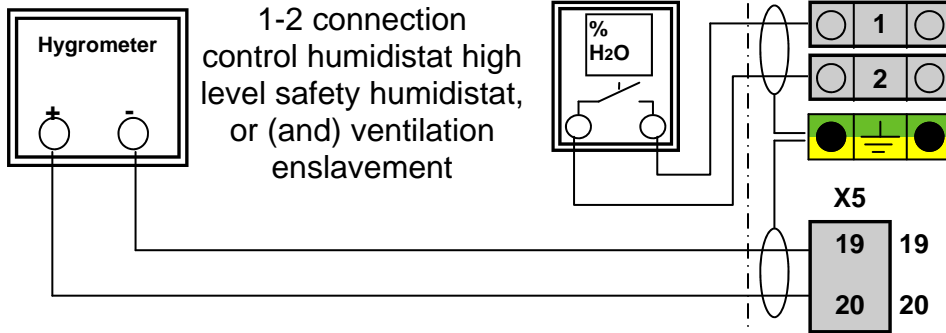 Hygrometer
+ -
1-2 connection
control humidistat high
level safety humidistat,
or (and) ventilation
enslavement
%
H2O
1
2
X5
19 19
20 20